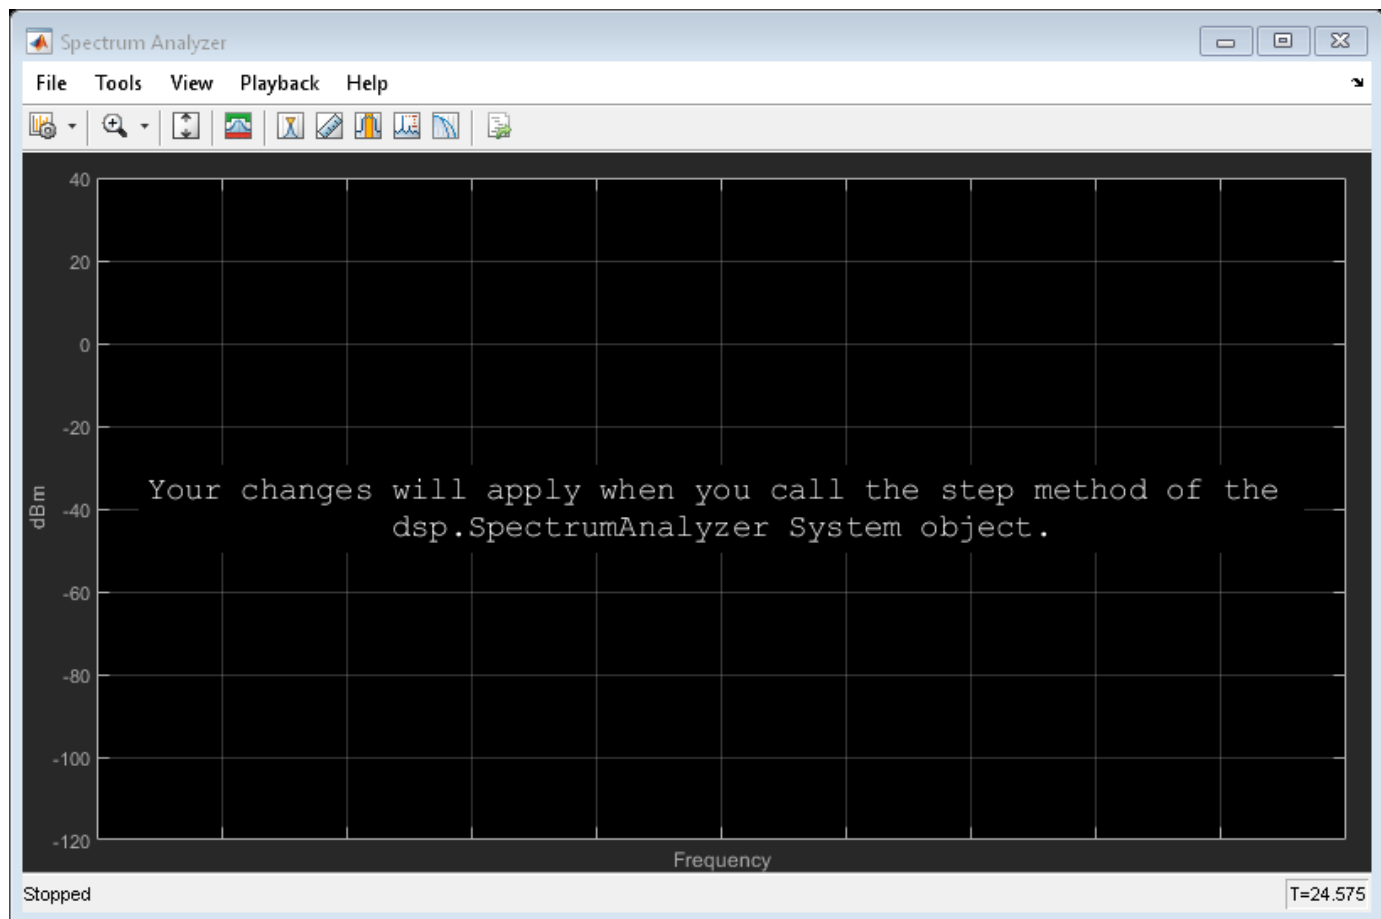 Spectrum Analyzer
File Tools View Playback Help
40
20
0
-20
-40
-60
-80
-100
-120
dBm
Your changes will apply when you call the step method of the
dsp.SpectrumAnalyzer System object.
Frequency
Stopped
T=24.575